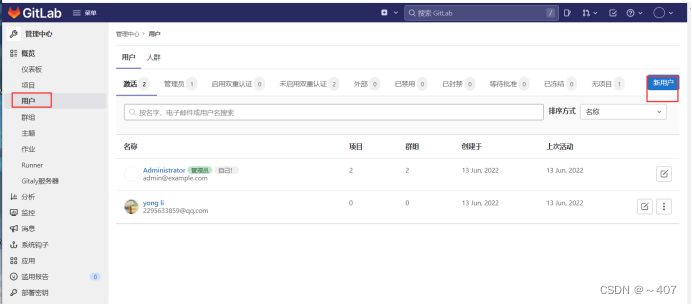 GitLab 菜单 搜索 GitLab /
管理中心 管理中心 > 用户
概览
仪表板 用户 人群
项目
用户 激活 2 管理员 1 启用双重认证 0 未启用双重认证 2 外部 0 已禁用 0 已封禁 0 等待批准 0 已冻结 0 无项目 1 新用户
群组 按名字、电子邮件或用户名搜索 排序方式 名称
主题
作业 名称 项目 群组 创建于 上次活动
Runner Administrator 管理员 自己! 2 2 13 Jun, 2022 13 Jun, 2022
Gitaly服务器 admin@example.com
分析
监控 yong li 0 0 13 Jun, 2022 13 Jun, 2022
消息 2295633859@qq.com
系统钩子
应用
滥用报告 0
部署密钥
CSDN @～407